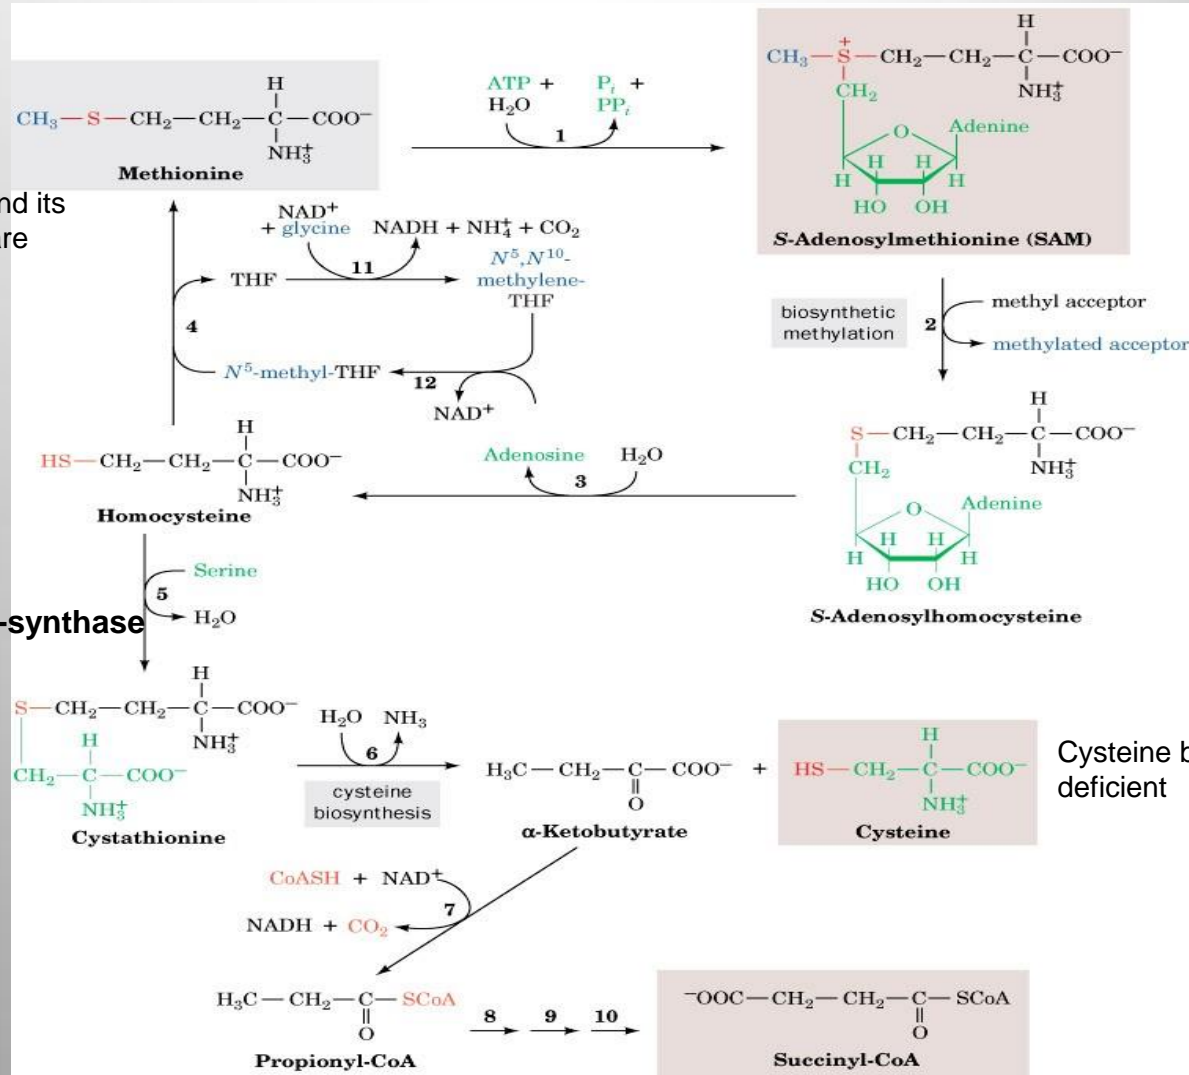 H
CH₃—S—CH₂—CH₂—C—COO⁻
NH₃⁺
Methionine
ATP +
H₂O
Pᵢ +
PPᵢ
1
H
CH₃—S⁺—CH₂—CH₂—C—COO⁻
CH₂
NH₃⁺
O
Adenine
H H
H H
HO OH
S-Adenosylmethionine (SAM)
nd its
are
NAD⁺
+ glycine
NADH + NH₄⁺ + CO₂
11
THF
N⁵,N¹⁰-
methylene-
THF
4
N⁵-methyl-THF
12
NAD⁺
biosynthetic
methylation
2
methyl acceptor
methylated acceptor
H
HS—CH₂—CH₂—C—COO⁻
NH₃⁺
Homocysteine
Adenosine
H₂O
3
H
S—CH₂—CH₂—C—COO⁻
CH₂
NH₃⁺
O
Adenine
H H
H H
HO OH
S-Adenosylhomocysteine
Serine
5
H₂O
-synthase
H
S—CH₂—CH₂—C—COO⁻
NH₃⁺
H
CH₂—C—COO⁻
NH₃⁺
Cystathionine
H₂O
NH₃
6
cysteine
biosynthesis
H₃C—CH₂—C—COO⁻
O
α-Ketobutyrate
+
H
HS—CH₂—C—COO⁻
NH₃⁺
Cysteine
Cysteine b
deficient
CoASH + NAD⁺
7
NADH + CO₂
H₃C—CH₂—C—SCoA
O
Propionyl-CoA
8 9 10
⁻OOC—CH₂—CH₂—C—SCoA
O
Succinyl-CoA